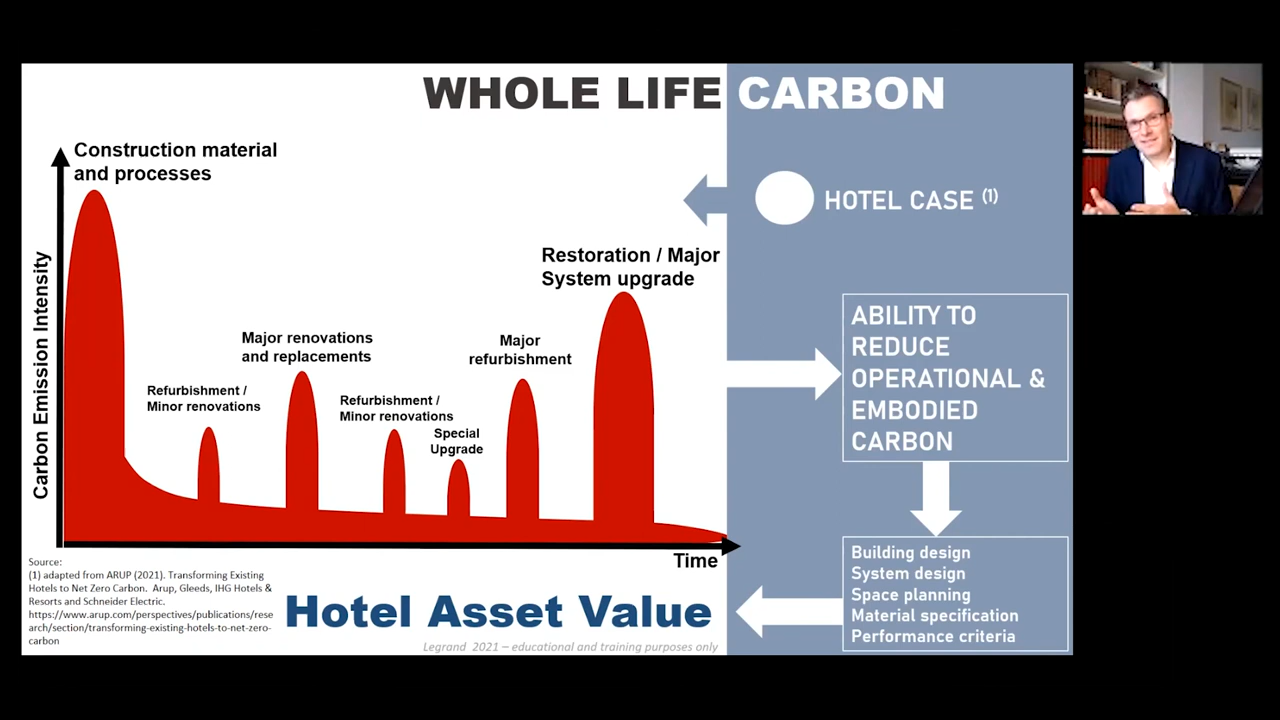 WHOLE LIFE CARBON
Construction material
and processes
HOTEL CASE (1)
Restoration / Major
System upgrade
Carbon Emission Intensity
Major renovations
and replacements
Major
refurbishment
Refurbishment /
Minor renovations
Refurbishment /
Minor renovations
Special
Upgrade
ABILITY TO
REDUCE
OPERATIONAL &
EMBODIED
CARBON
Time
Building design
System design
Space planning
Material specification
Performance criteria
Source:
(1) adapted from ARUP (2021). Transforming Existing
Hotels to Net Zero Carbon. Arup, Gleeds, IHG Hotels &
Resorts and Schneider Electric.
https://www.arup.com/perspectives/publications/rese
arch/section/transforming-existing-hotels-to-net-zero-
carbon
Hotel Asset Value
Legrand 2021 – educational and training purposes only